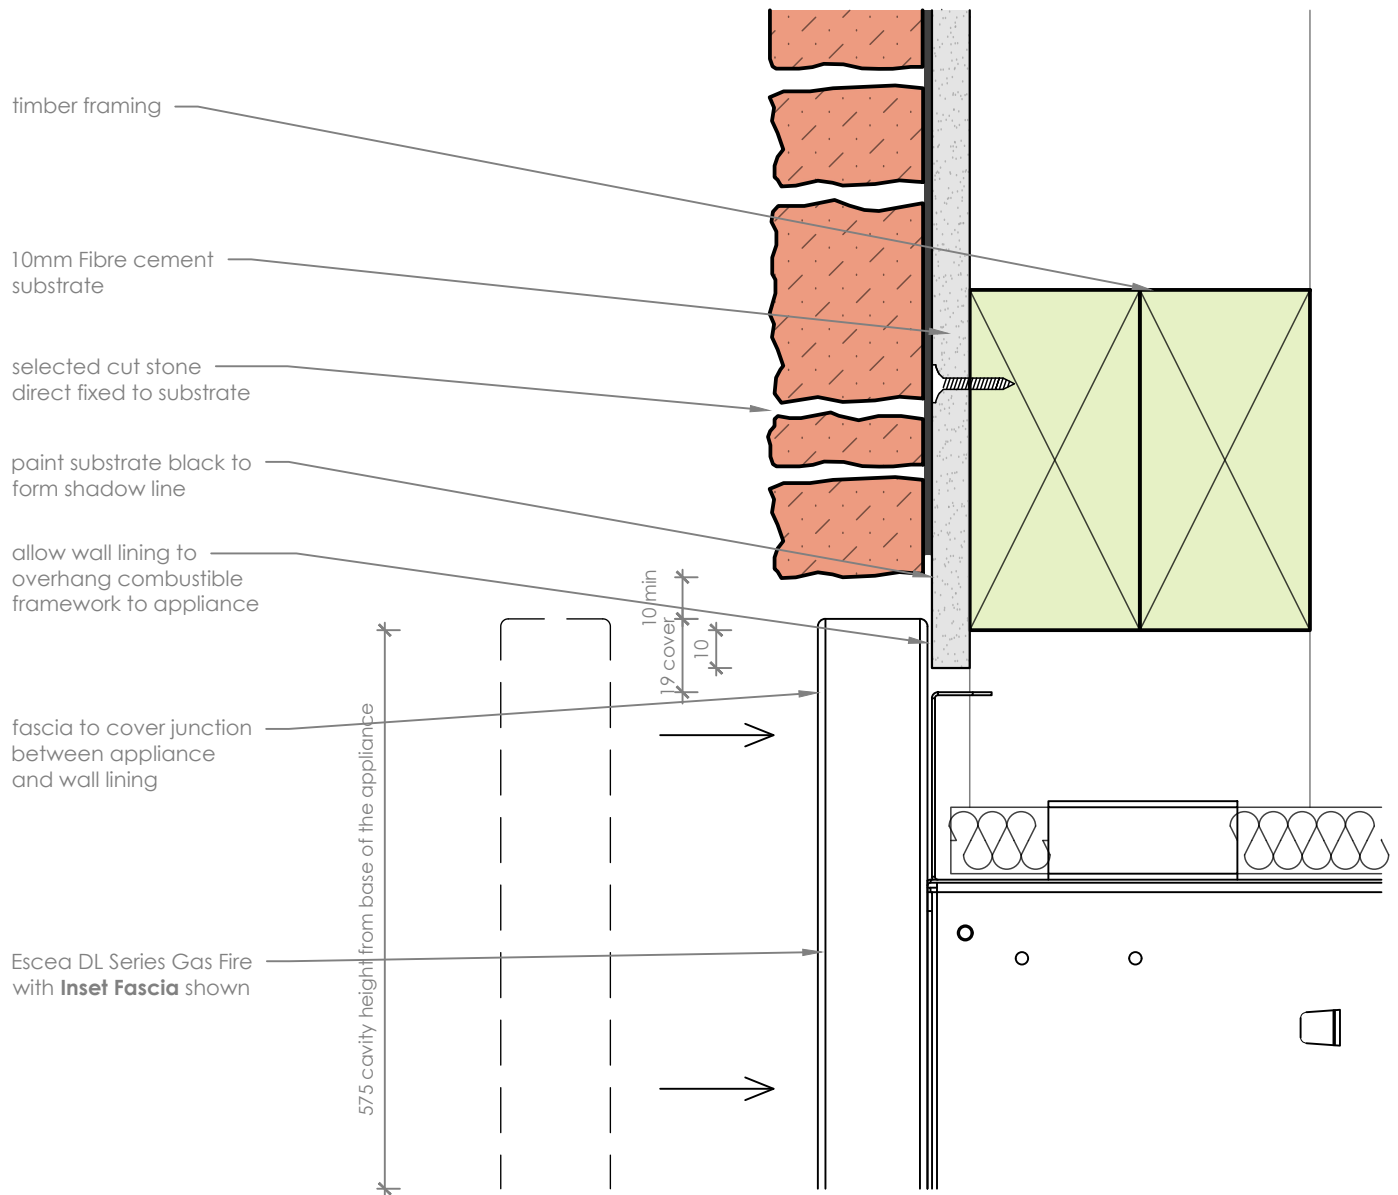 timber framing
10mm Fibre cement
substrate
selected cut stone
direct fixed to substrate
paint substrate black to
form shadow line
allow wall lining to
overhang combustible
framework to appliance
10 min
19 cover
10
fascia to cover junction
between appliance
and wall lining
575 cavity height from base of the appliance
Escea DL Series Gas Fire
with Inset Fascia shown